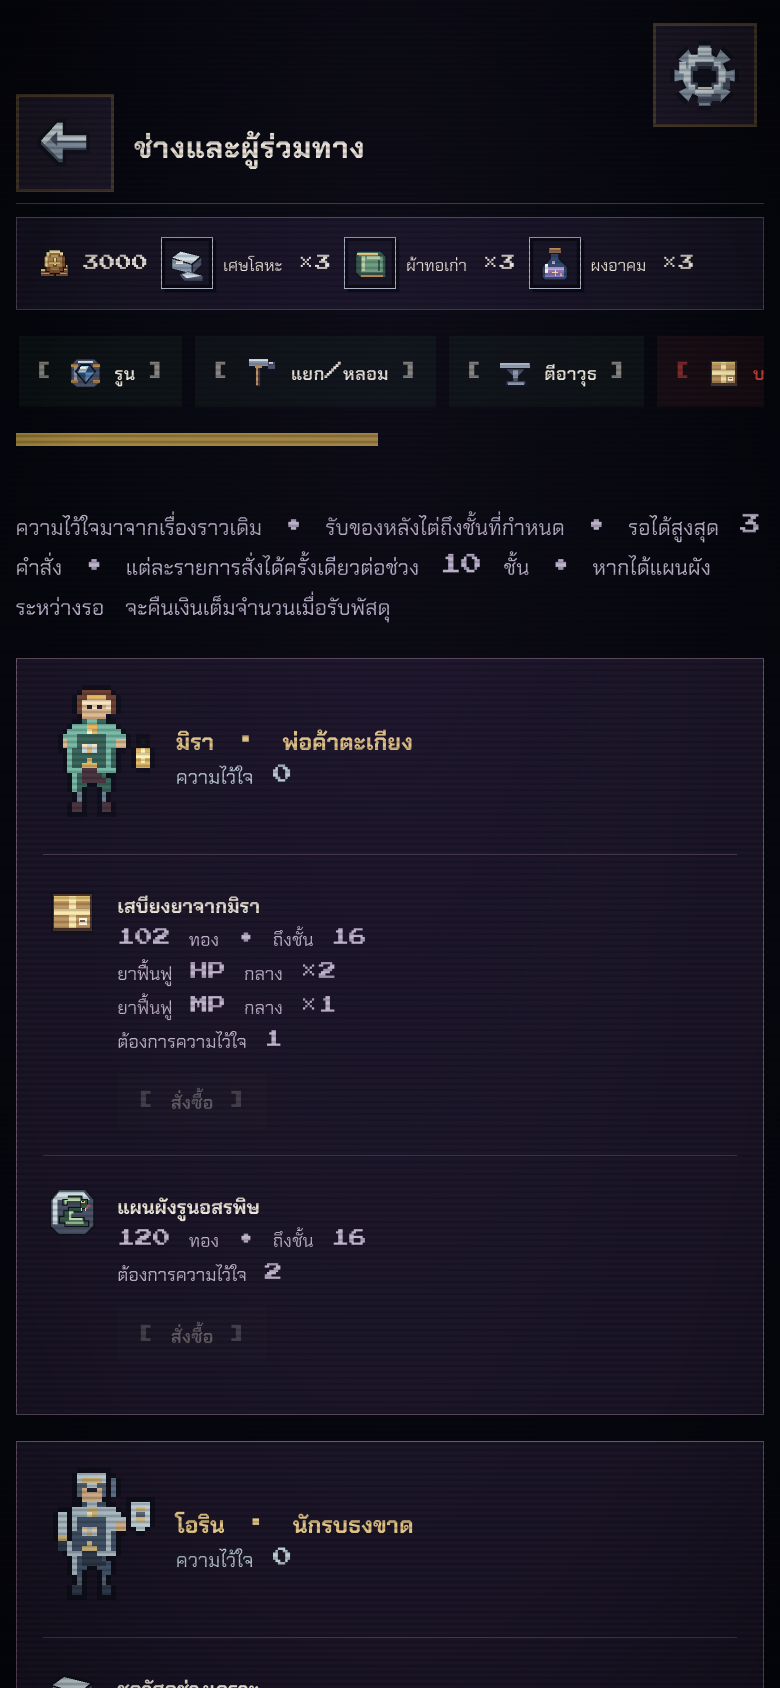 ช่างและผู้ร่วมทาง
3000 เศษโลหะ ×3 ผ้าทอเก่า ×3 ผงอาคม ×3
[ รูน ] [ แยก/หลอม ] [ ตีอาวุธ ] [
ความไว้ใจมาจากเรื่องราวเดิม • รับของหลังไต่ถึงชั้นที่กำหนด • รอได้สูงสุด 3
คำสั่ง • แต่ละรายการสั่งได้ครั้งเดียวต่อช่วง 10 ชั้น • หากได้แผนผัง
ระหว่างรอ จะคืนเงินเต็มจำนวนเมื่อรับพัสดุ
มิรา · พ่อค้าตะเกียง
ความไว้ใจ 0
เสบียงยาจากมิรา
102 ทอง • ถึงชั้น 16
ยาฟื้นฟู HP กลาง ×2
ยาฟื้นฟู MP กลาง ×1
ต้องการความไว้ใจ 1
[ สั่งซื้อ ]
แผนผังรูนอสรพิษ
120 ทอง • ถึงชั้น 16
ต้องการความไว้ใจ 2
[ สั่งซื้อ ]
โอริน · นักรบธงขาด
ความไว้ใจ 0